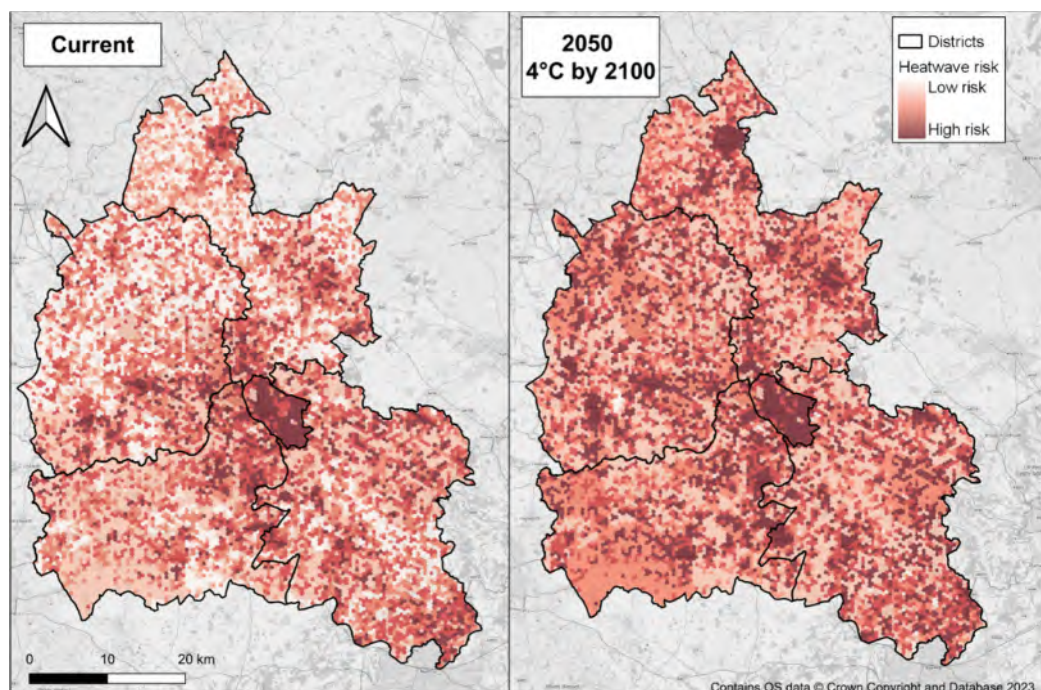 Current
2050
4°C by 2100
Districts
Heatwave risk
Low risk
High risk
0 10 20 km
Contains OS data © Crown Copyright and Database 2023